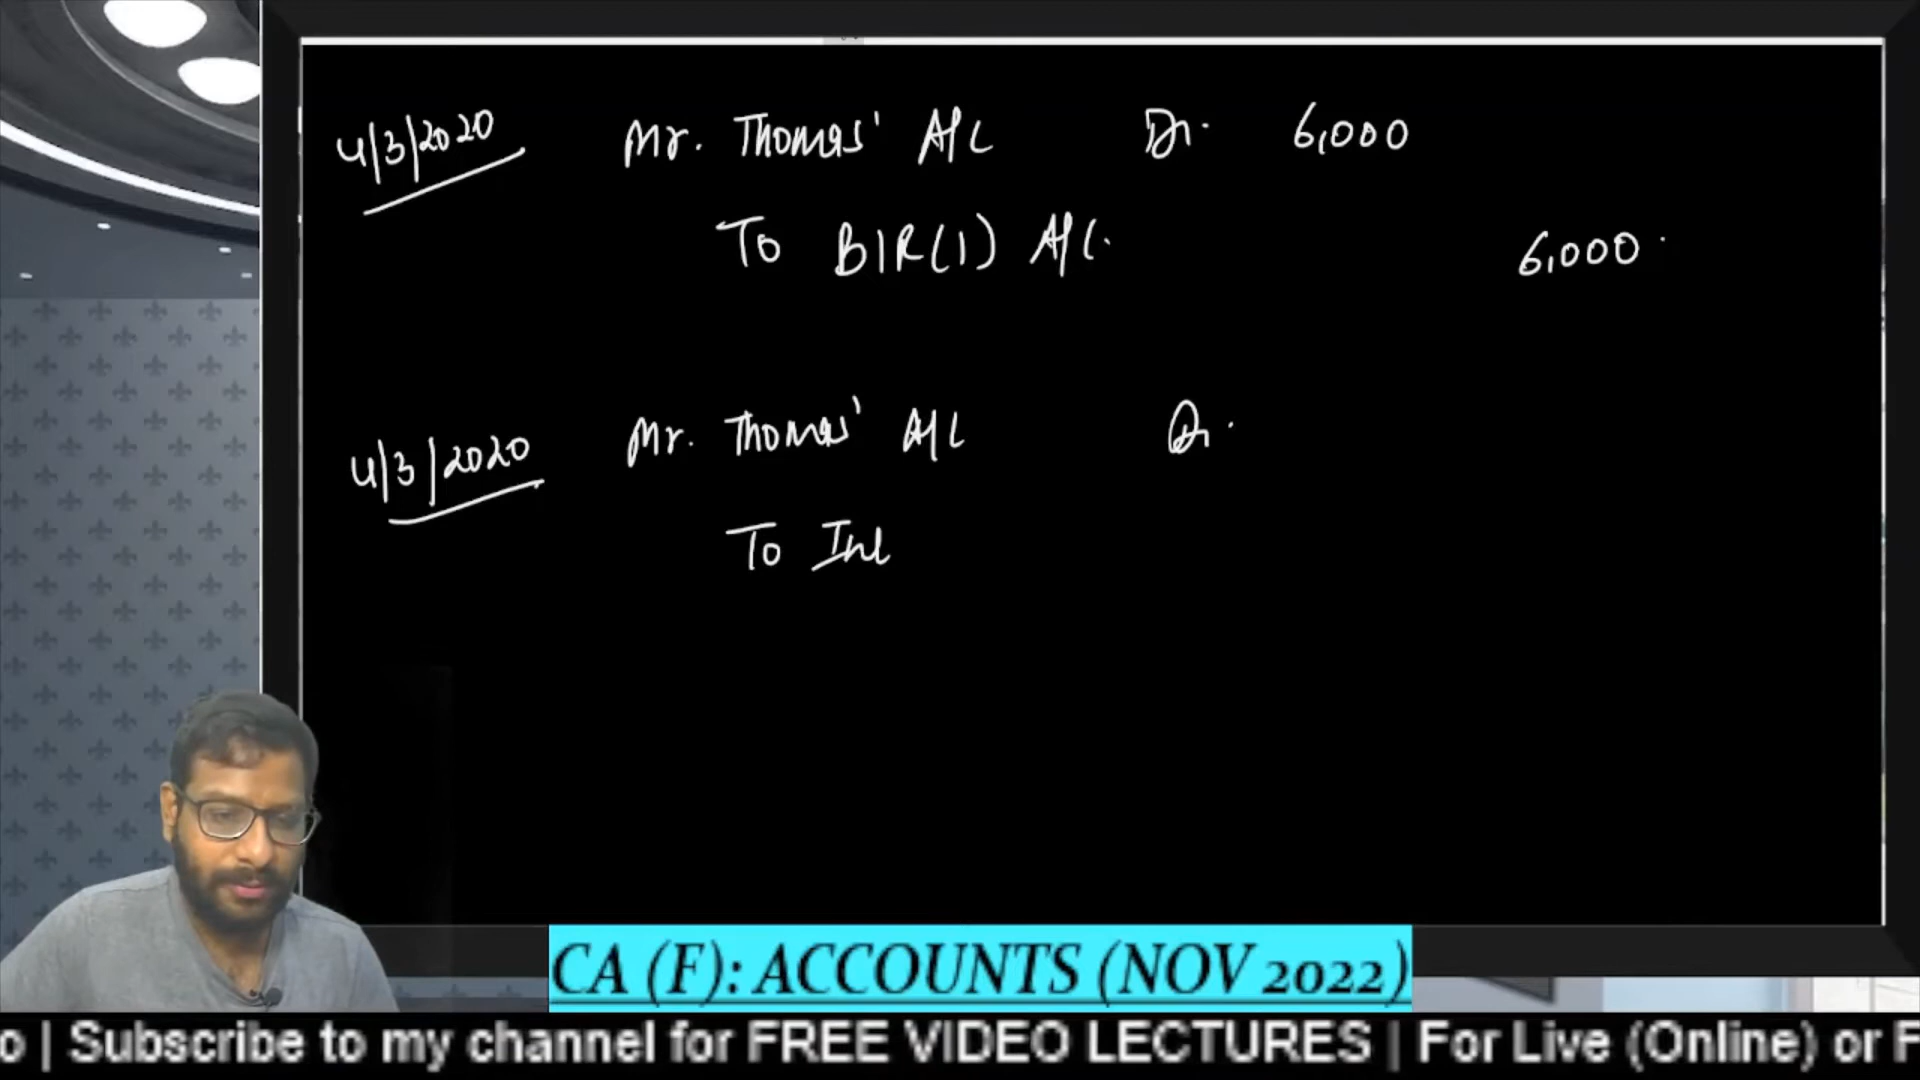 4/3/2020 Mr. Thomas' A/c Dr. 6,000
To B/R(1) A/c. 6,000
4/3/2020 Mr. Thomas' A/c Dr.
To Int
CA (F): ACCOUNTS (NOV 2022)
o | Subscribe to my channel for FREE VIDEO LECTURES | For Live (Online) or F